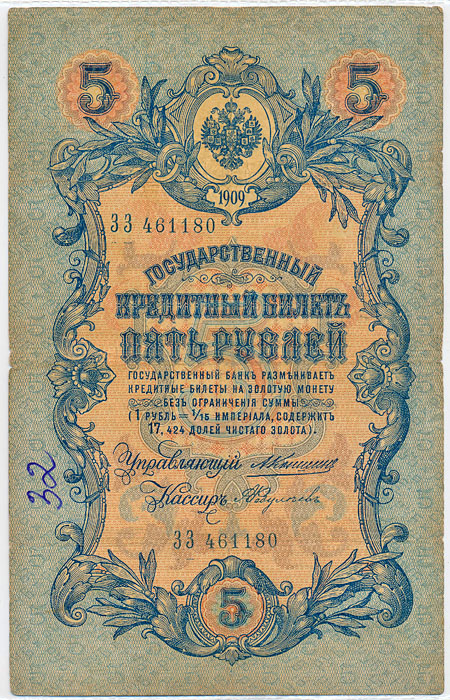 5 5
1909
ЗЗ 461180
ГОСУДАРСТВЕННЫЙ
КРЕДИТНЫЙ БИЛЕТЪ
ПЯТЬ РУБЛЕЙ
ГОСУДАРСТВЕННЫЙ БАНКЪ РАЗМѢНИВАЕТЪ
КРЕДИТНЫЕ БИЛЕТЫ НА ЗОЛОТУЮ МОНЕТУ
БЕЗЪ ОГРАНИЧЕНІЯ СУММЫ
(1 РУБЛЬ = 1/15 ИМПЕРІАЛА, СОДЕРЖИТЪ
17,424 ДОЛЕЙ ЧИСТАГО ЗОЛОТА).
Управляющій
Кассиръ
32
ЗЗ 461180
5